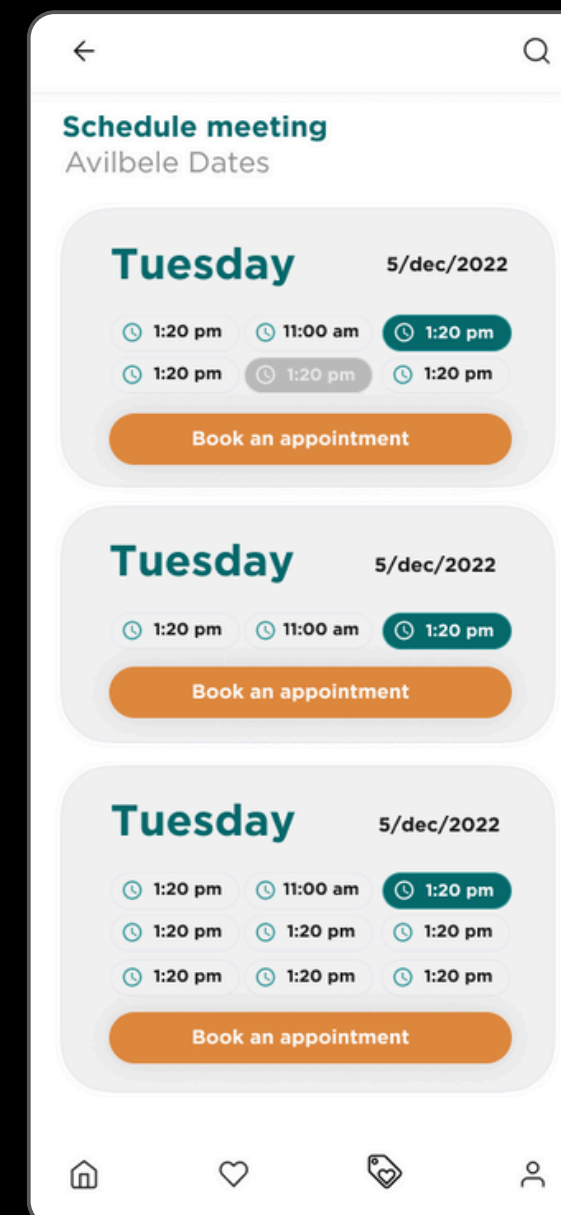 Schedule meeting
Avilbele Dates
Tuesday 5/dec/2022
1:20 pm 11:00 am 1:20 pm
1:20 pm 1:20 pm 1:20 pm
Book an appointment
Tuesday 5/dec/2022
1:20 pm 11:00 am 1:20 pm
Book an appointment
Tuesday 5/dec/2022
1:20 pm 11:00 am 1:20 pm
1:20 pm 1:20 pm 1:20 pm
1:20 pm 1:20 pm 1:20 pm
Book an appointment